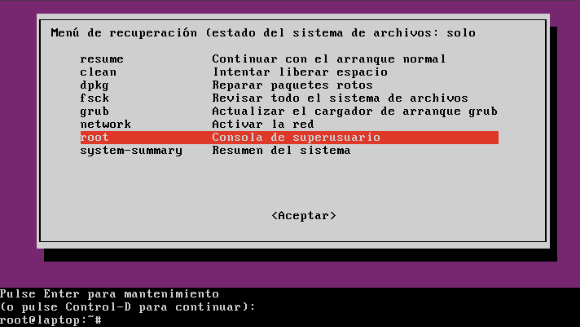 Menú de recuperación (estado del sistema de archivos: solo
resume Continuar con el arranque normal
clean Intentar liberar espacio
dpkg Reparar paquetes rotos
fsck Revisar todo el sistema de archivos
grub Actualizar el cargador de arranque grub
network Activar la red
root Consola de superusuario
system-summary Resumen del sistema
<Aceptar>
Pulse Enter para mantenimiento
(o pulse Control-D para continuar):
root@laptop:~#